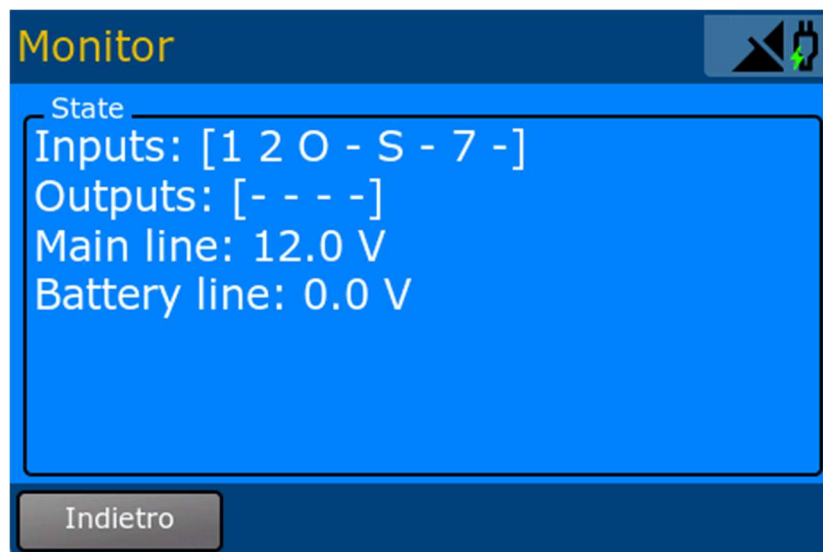 Monitor
State
Inputs: [1 2 O - S - 7 -]
Outputs: [- - - -]
Main line: 12.0 V
Battery line: 0.0 V
Indietro